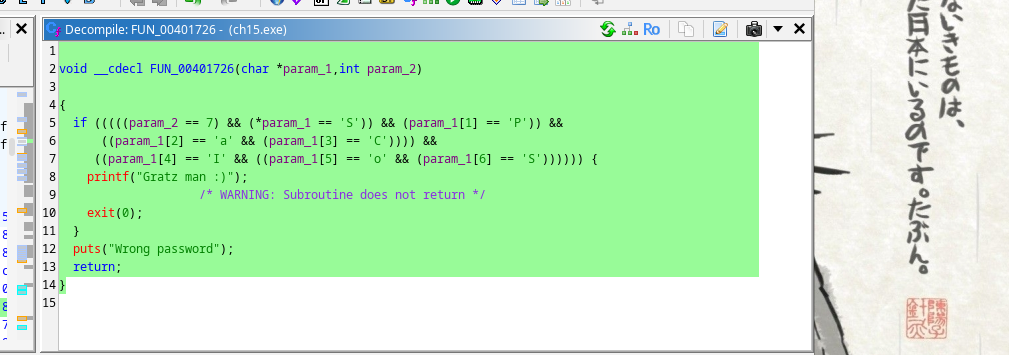 Decompile: FUN_00401726 - (ch15.exe)
Ro
1
2 void __cdecl FUN_00401726(char *param_1,int param_2)
3
4 {
5 if (((((param_2 == 7) && (*param_1 == 'S')) && (param_1[1] == 'P')) &&
6 ((param_1[2] == 'a' && (param_1[3] == 'C')))) &&
7 ((param_1[4] == 'I' && ((param_1[5] == 'o' && (param_1[6] == 'S')))))) {
8 printf("Gratz man :)");
9 /* WARNING: Subroutine does not return */
10 exit(0);
11 }
12 puts("Wrong password");
13 return;
14 }
15
ないきものは、
た日本にいるのです。たぶん。